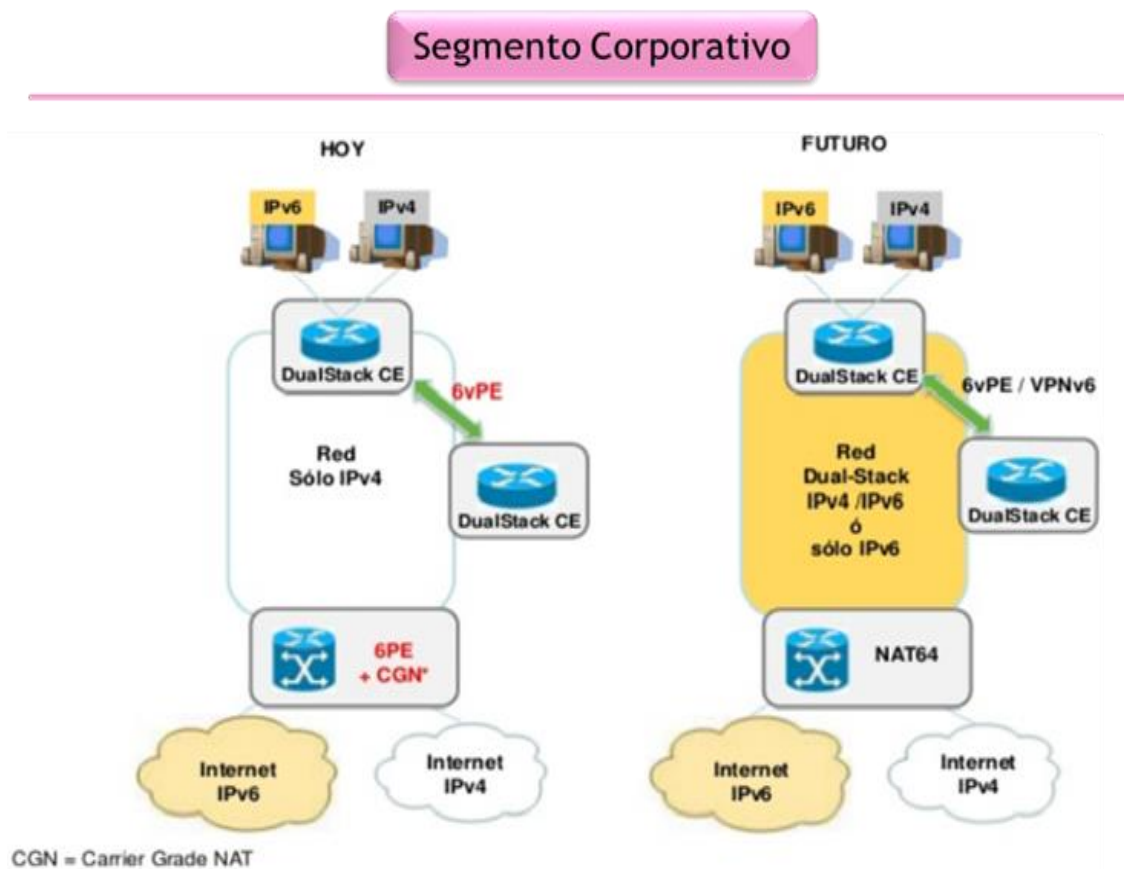 Segmento Corporativo
HOY
IPv6
IPv4
DualStack CE
6vPE
Red
Sólo IPv4
DualStack CE
6PE
+ CGN*
Internet
IPv6
Internet
IPv4
FUTURO
IPv6
IPv4
DualStack CE
6vPE / VPNv6
Red
Dual-Stack
IPv4 /IPv6
ó
sólo IPv6
DualStack CE
NAT64
Internet
IPv6
Internet
IPv4
CGN = Carrier Grade NAT